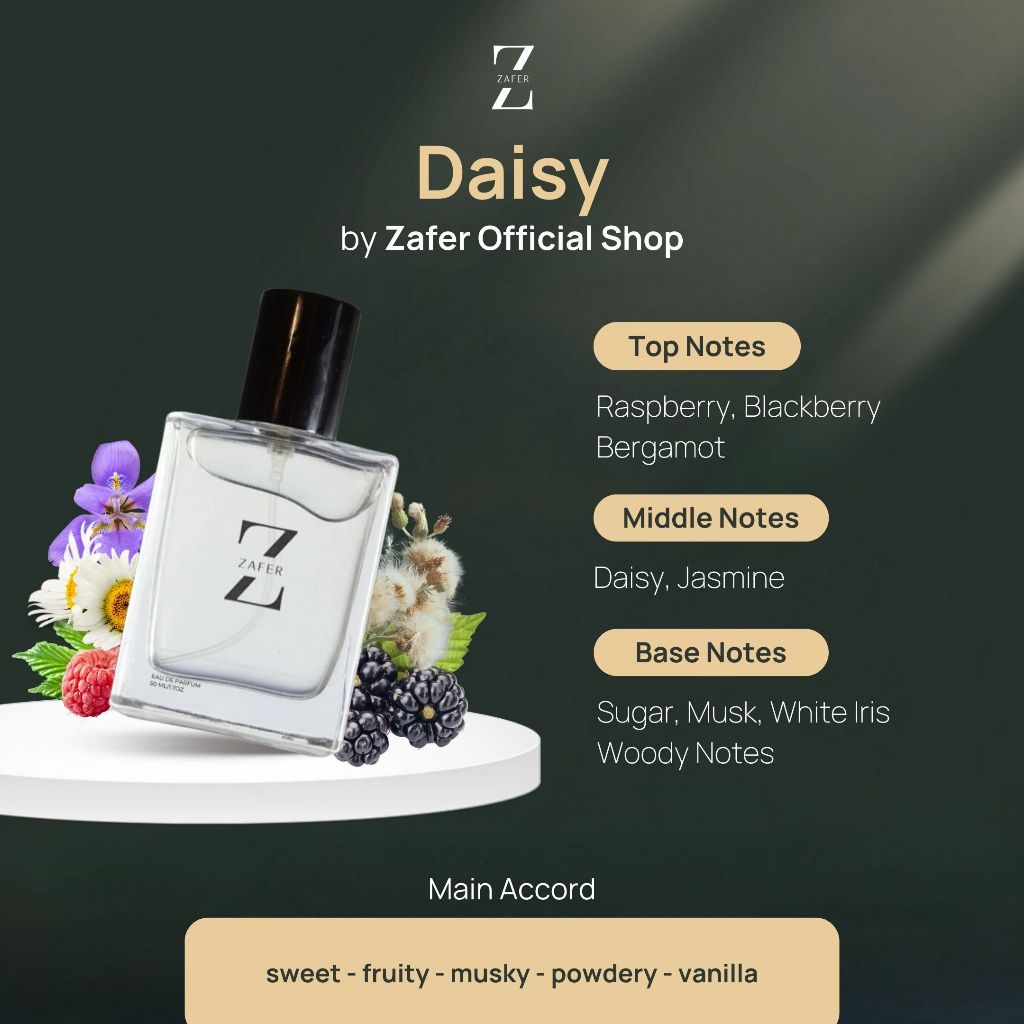 ZAFER
Daisy
by Zafer Official Shop
Top Notes
Raspberry, Blackberry
Bergamot
Middle Notes
Daisy, Jasmine
Base Notes
Sugar, Musk, White Iris
Woody Notes
ZAFER
EAU DE PARFUM
50 ML/1,7OZ
Main Accord
sweet - fruity - musky - powdery - vanilla